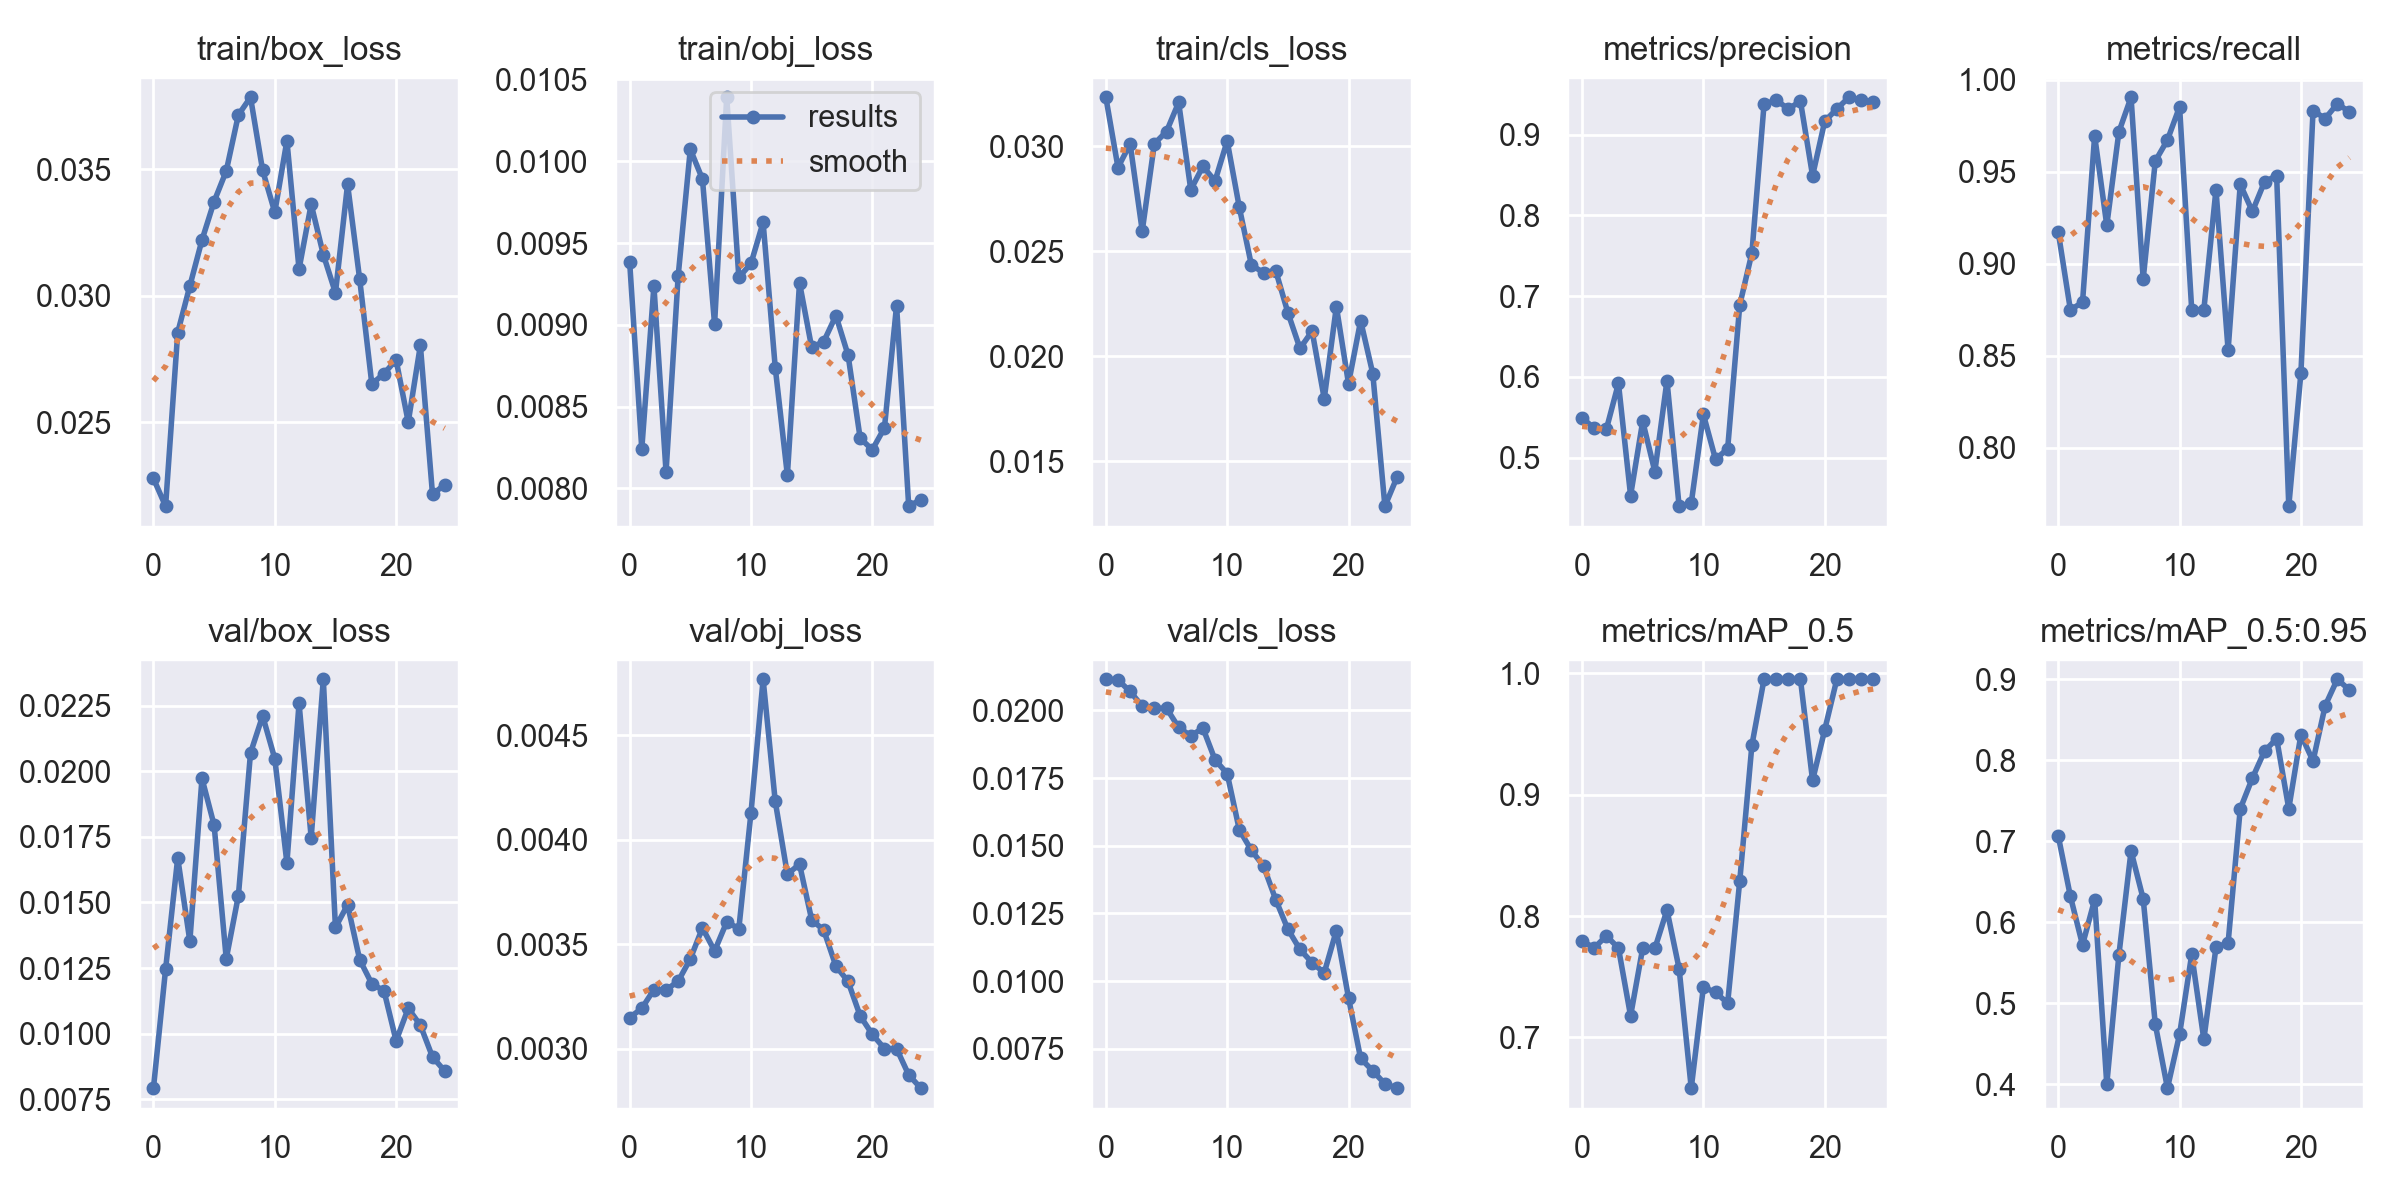 train/box_loss
0.035
0.030
0.025
0 10 20
train/obj_loss
results
smooth
0.0105
0.0100
0.0095
0.0090
0.0085
0.0080
0 10 20
train/cls_loss
0.030
0.025
0.020
0.015
0 10 20
metrics/precision
0.9
0.8
0.7
0.6
0.5
0 10 20
metrics/recall
1.00
0.95
0.90
0.85
0.80
0 10 20
val/box_loss
0.0225
0.0200
0.0175
0.0150
0.0125
0.0100
0.0075
0 10 20
val/obj_loss
0.0045
0.0040
0.0035
0.0030
0 10 20
val/cls_loss
0.0200
0.0175
0.0150
0.0125
0.0100
0.0075
0 10 20
metrics/mAP_0.5
1.0
0.9
0.8
0.7
0 10 20
metrics/mAP_0.5:0.95
0.9
0.8
0.7
0.6
0.5
0.4
0 10 20